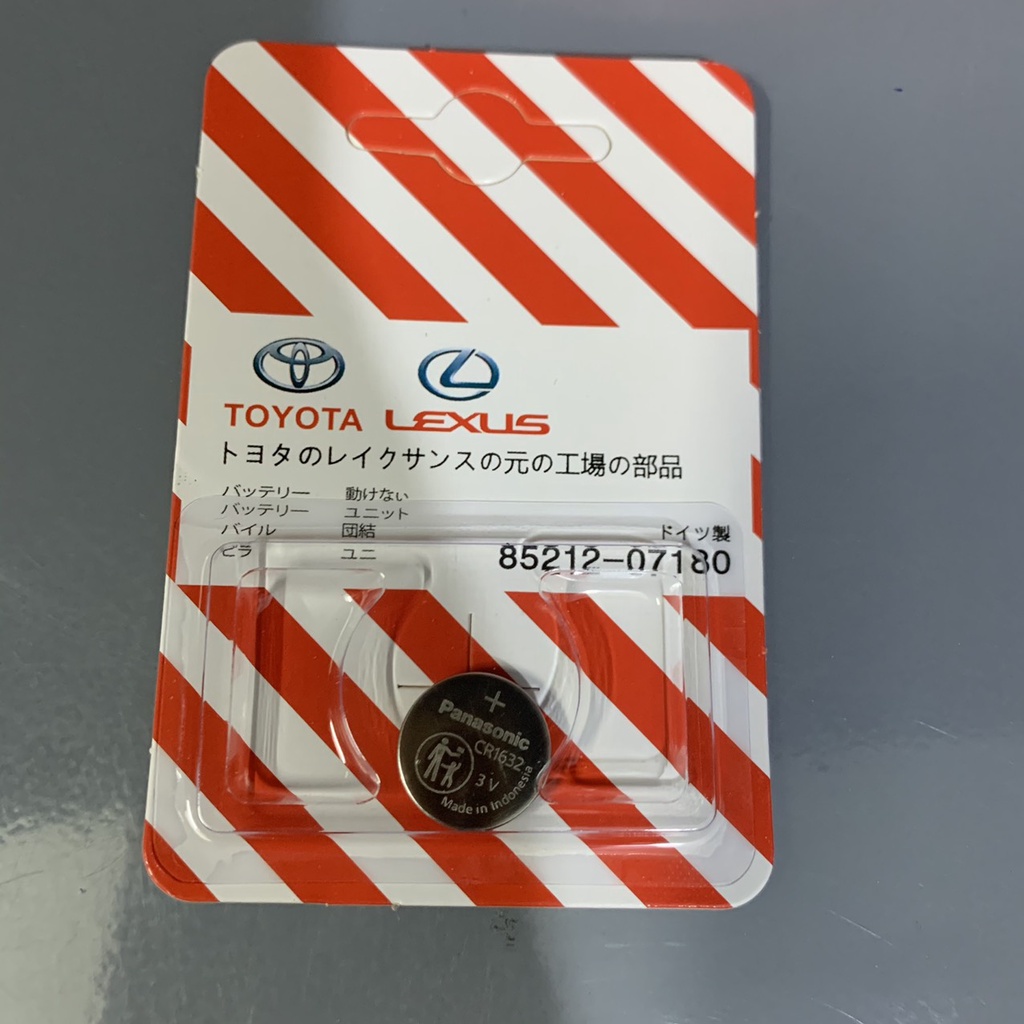 TOYOTA LEXUS
トヨタのレイクサンスの元の工場の部品
バッテリー 動けない
バッテリー ユニット
バイル 団結
ピラ ユニ
ドイツ製
85212-07180
+
Panasonic
CR1632
3V
Made in Indonesia